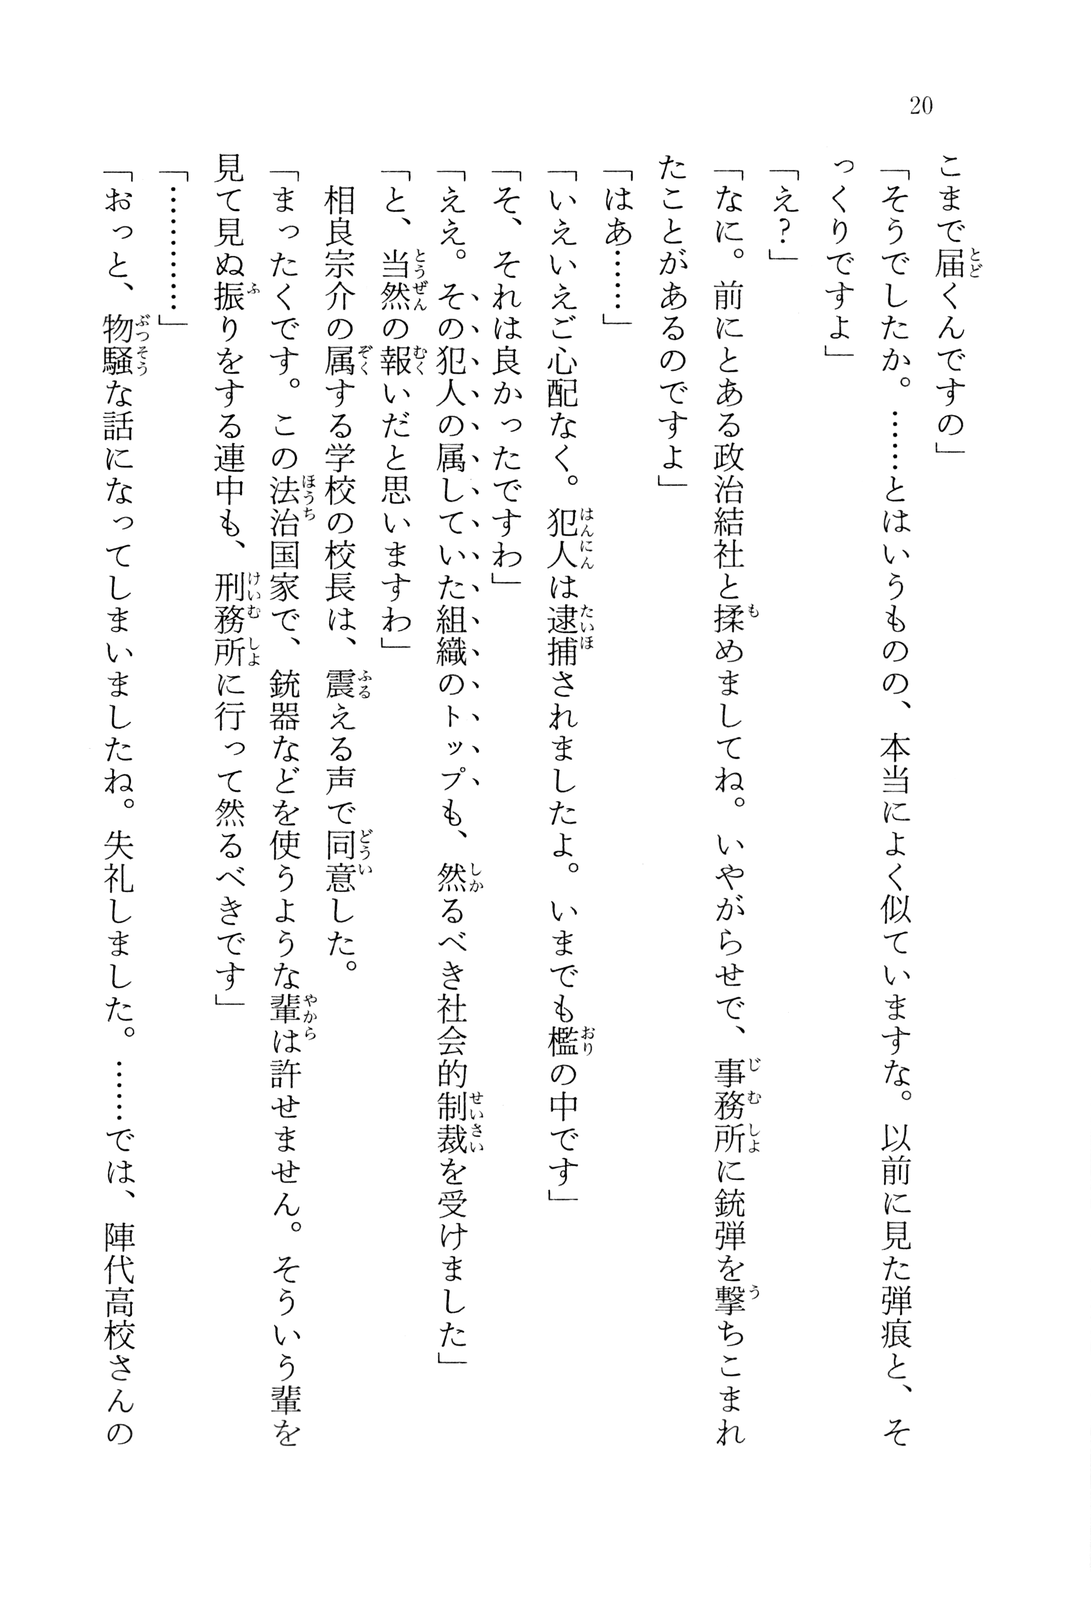 20
こまで届くんですの」
「そうでしたか。……とはいうものの、本当によく似ていますな。以前に見た弾痕と、そ
っくりですよ」
「え?」
「なに。前にとある政治結社と揉めましてね。いやがらせで、事務所に銃弾を撃ちこまれ
たことがあるのですよ」
「はあ……」
「いえいえご心配なく。犯人は逮捕されましたよ。いまでも檻の中です」
「そ、それは良かったですわ」
「ええ。その犯人の属していた組織のトップも、然るべき社会的制裁を受けました」
「と、当然の報いだと思いますわ」
　相良宗介の属する学校の校長は、震える声で同意した。
「まったくです。この法治国家で、銃器などを使うような輩は許せません。そういう輩を
見て見ぬ振りをする連中も、刑務所に行って然るべきです」
「…………」
「おっと、物騒な話になってしまいましたね。失礼しました。……では、陣代高校さんの